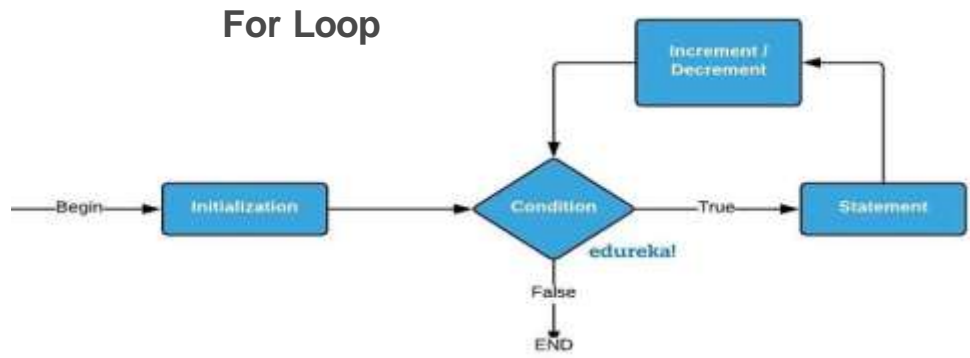 For Loop
Increment /
Decrement
Begin
Initialization
Condition
True
Statement
edureka!
False
END